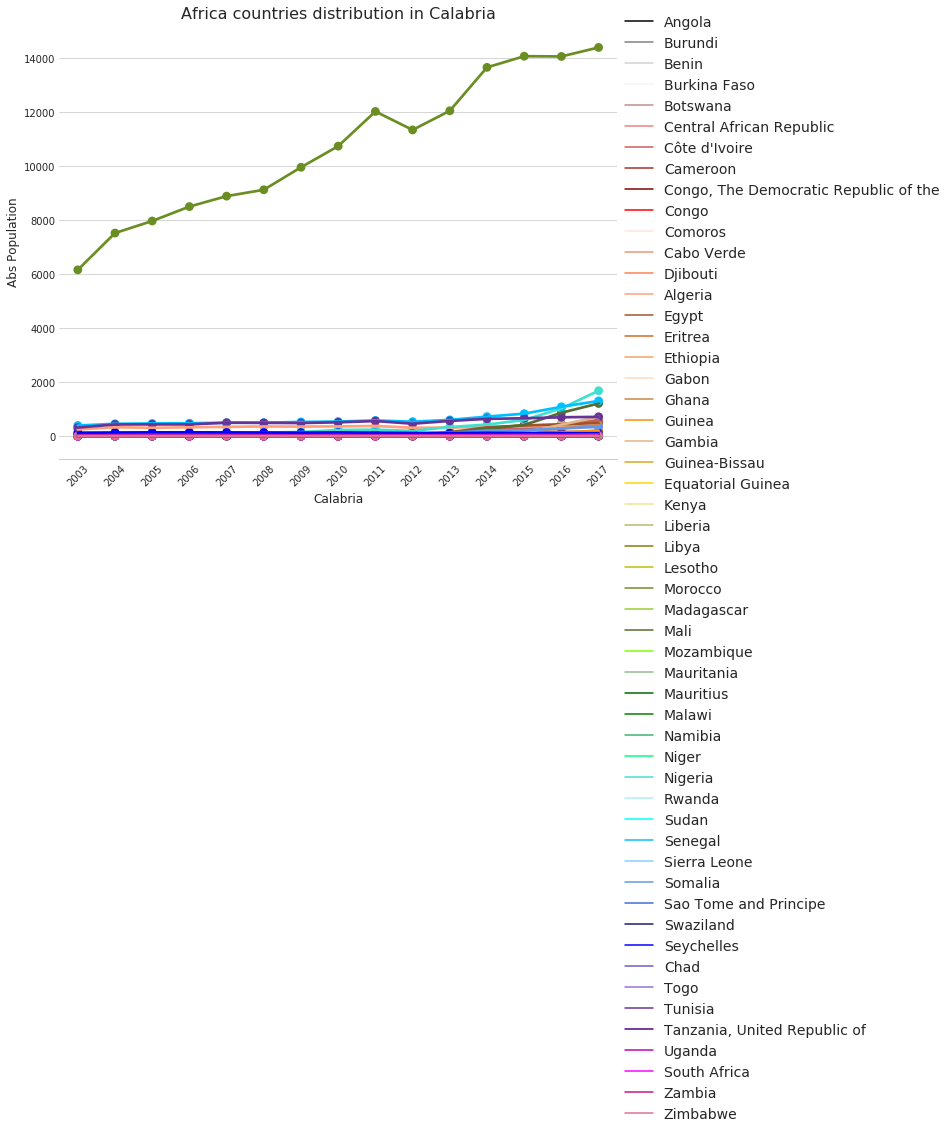 Africa countries distribution in Calabria
Abs Population
14000
12000
10000
8000
6000
4000
2000
0
2003
2004
2005
2006
2007
2008
2009
2010
2011
2012
2013
2014
2015
2016
2017
Calabria
Angola
Burundi
Benin
Burkina Faso
Botswana
Central African Republic
Côte d'Ivoire
Cameroon
Congo, The Democratic Republic of the
Congo
Comoros
Cabo Verde
Djibouti
Algeria
Egypt
Eritrea
Ethiopia
Gabon
Ghana
Guinea
Gambia
Guinea-Bissau
Equatorial Guinea
Kenya
Liberia
Libya
Lesotho
Morocco
Madagascar
Mali
Mozambique
Mauritania
Mauritius
Malawi
Namibia
Niger
Nigeria
Rwanda
Sudan
Senegal
Sierra Leone
Somalia
Sao Tome and Principe
Swaziland
Seychelles
Chad
Togo
Tunisia
Tanzania, United Republic of
Uganda
South Africa
Zambia
Zimbabwe